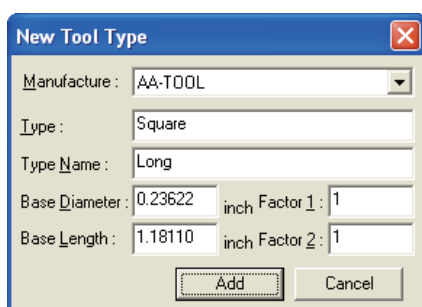 New Tool Type
Manufacture : AA-TOOL
Type : Square
Type Name : Long
Base Diameter : 0.23622 inch Factor 1 : 1
Base Length : 1.18110 inch Factor 2 : 1
Add Cancel